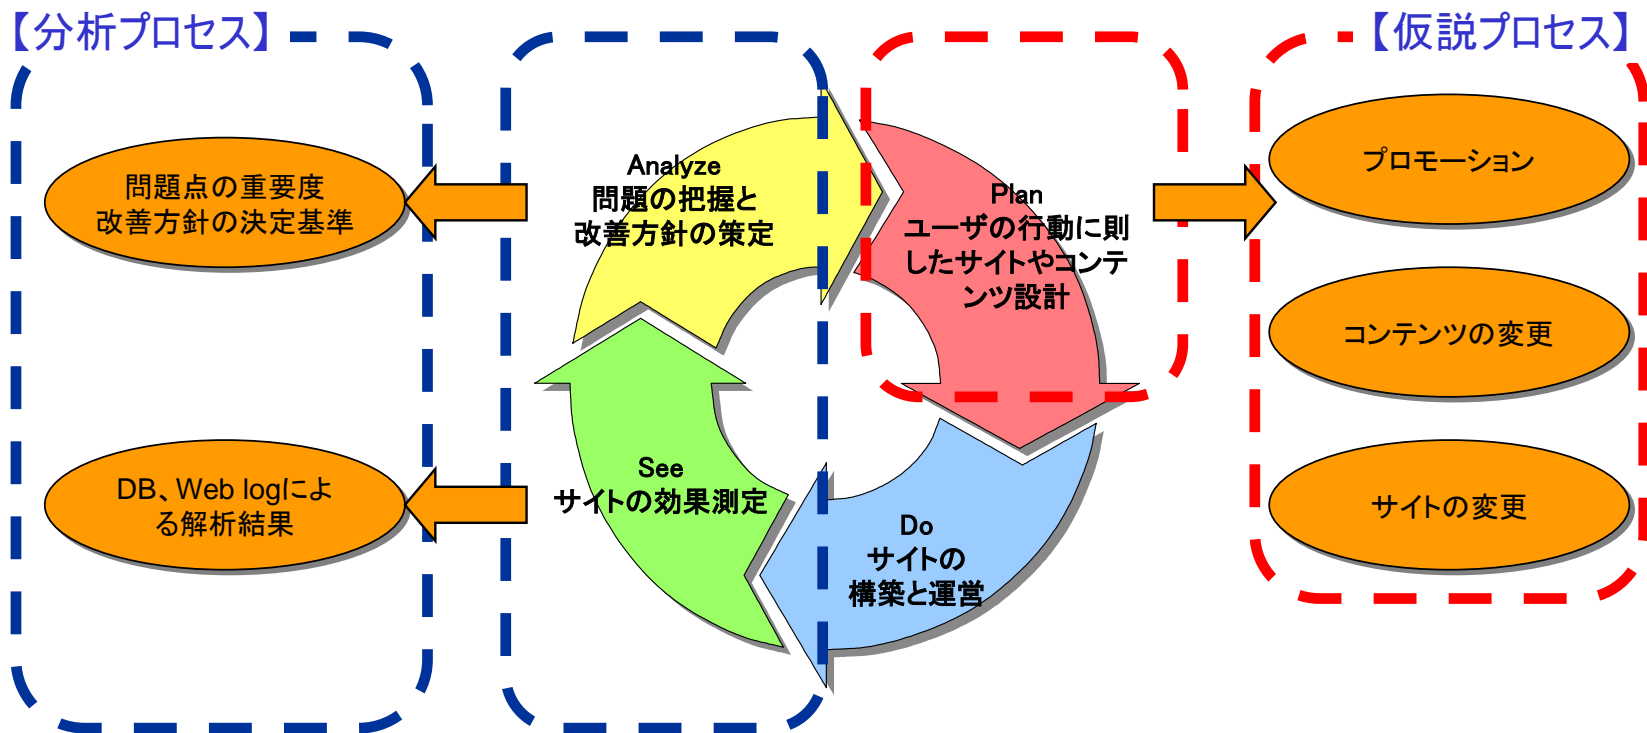 【分析プロセス】
【仮説プロセス】
問題点の重要度
改善方針の決定基準
DB、Web logによ
る解析結果
Analyze
問題の把握と
改善方針の策定
See
サイトの効果測定
Plan
ユーザの行動に則
したサイトやコンテ
ンツ設計
Do
サイトの
構築と運営
プロモーション
コンテンツの変更
サイトの変更